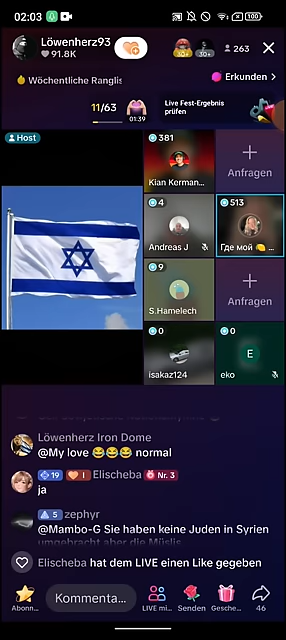 02:03
100
Löwenherz93
91.8K
30+
30+
263
Wöchentliche Ranglis
Erkunden >
11/63
01:39
Live Fest-Ergebnis
prüfen
Host
381
Kian Kerman...
Anfragen
4
Andreas J
513
Где мой 🍋 ...
9
S.Hamelech
Anfragen
0
isakaz124
0
E
eko
Löwenherz Iron Dome
@My love 😂😂😂 normal
19
I
Elischeba
Nr. 3
ja
5
zephyr
@Mambo-G Sie haben keine Juden in Syrien
umgebracht aber die Müslis
Elischeba hat dem LIVE einen Like gegeben
Abonn...
Kommenta...
LIVE mi...
Senden
Gesche...
46